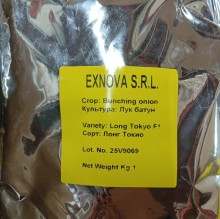 EXNOVA S.R.L.
Crop: Bunching onion
Культура: Лук батун
Variety: Long Tokyo F1
Сорт: Лонг Токио
Lot. No. 25V9069
Net Weight Kg 1